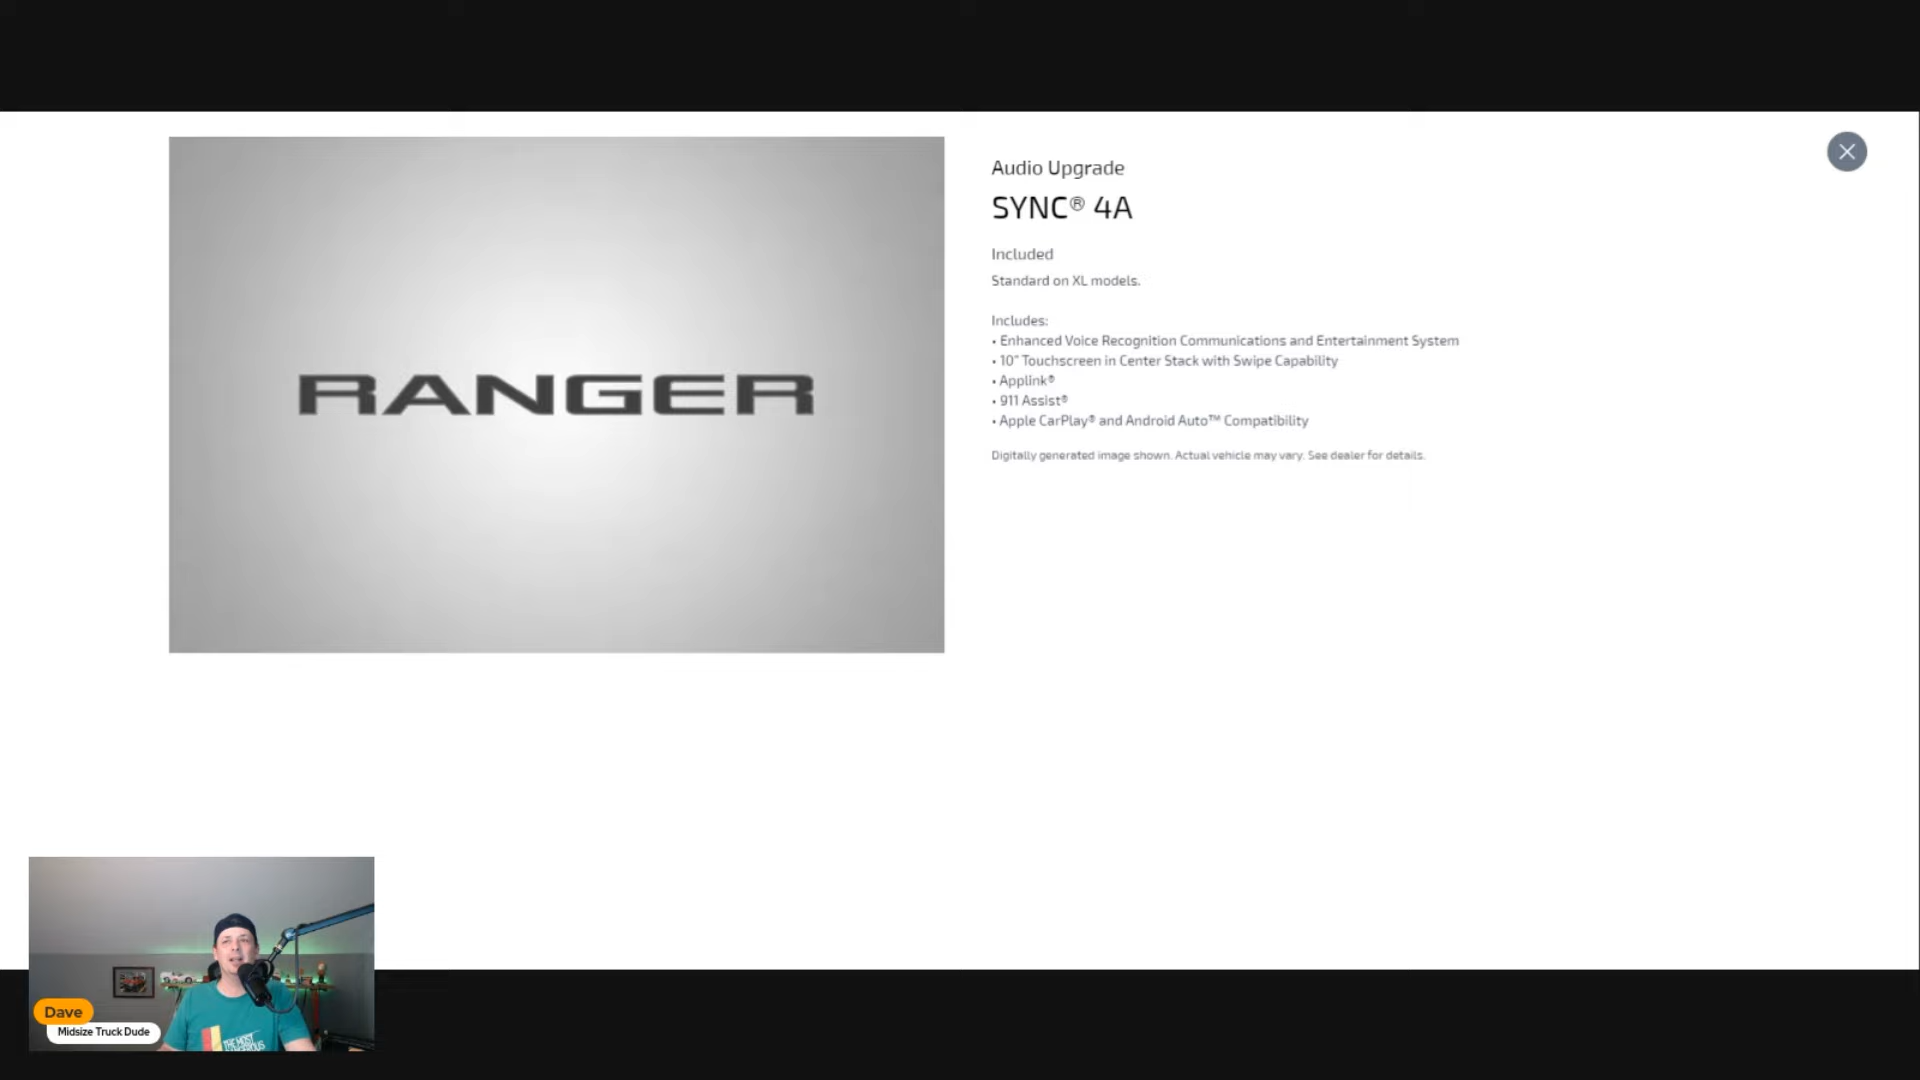 RANGER
Audio Upgrade
SYNC® 4A
Included
Standard on XL models.
Includes:
• Enhanced Voice Recognition Communications and Entertainment System
• 10" Touchscreen in Center Stack with Swipe Capability
• Applink®
• 911 Assist®
• Apple CarPlay® and Android Auto™ Compatibility
Digitally generated image shown. Actual vehicle may vary. See dealer for details.
Dave
Midsize Truck Dude
THE MOST